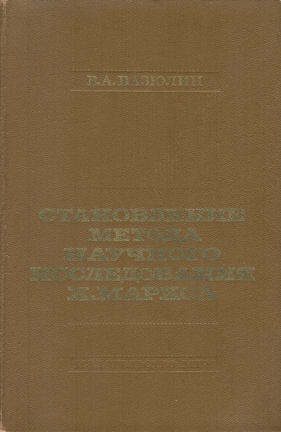 В.А.ВАЗЮЛИН
СТАНОВЛЕНИЕ
МЕТОДА
НАУЧНОГО
ИССЛЕДОВАНИЯ
К.МАРКСА